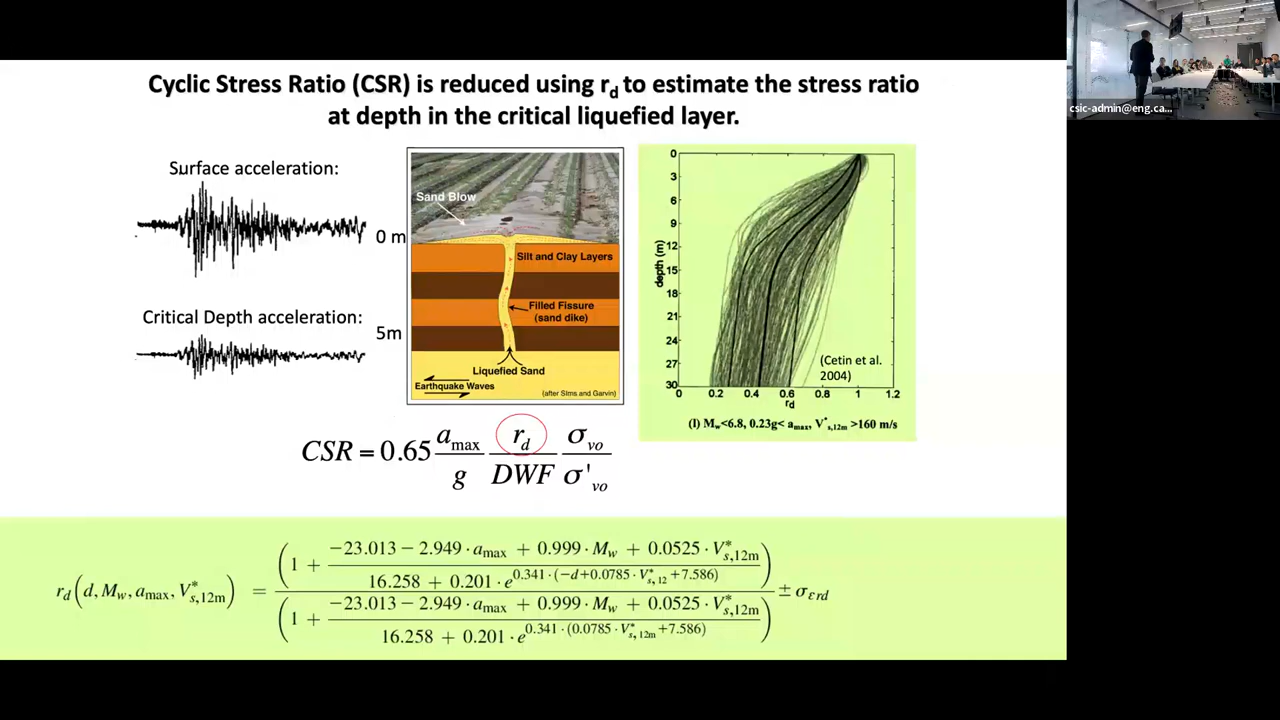 Cyclic Stress Ratio (CSR) is reduced using r_d to estimate the stress ratio
at depth in the critical liquefied layer.
Surface acceleration:
Critical Depth acceleration:
0 m
5m
Sand Blow
Silt and Clay Layers
Filled Fissure
(sand dike)
Liquefied Sand
Earthquake Waves
(after Sims and Garvin)
0
3
6
9
12
15
18
21
24
27
30
depth (m)
0 0.2 0.4 0.6 0.8 1 1.2
r_d
(Cetin et al.
2004)
(l) M_w<6.8, 0.23g< a_max, V*_s,12m >160 m/s
CSR = 0.65 a_max/g r_d/DWF σ_vo/σ'_vo
r_d(d, M_w, a_max, V*_s,12m) = (1 + (-23.013 - 2.949·a_max + 0.999·M_w + 0.0525·V*_s,12m)/(16.258 + 0.201·e^(0.341·(-d+0.0785·V*_s,12+7.586)))) / (1 + (-23.013 - 2.949·a_max + 0.999·M_w + 0.0525·V*_s,12m)/(16.258 + 0.201·e^(0.341·(0.0785·V*_s,12m+7.586)))) ± σ_εrd
csic-admin@eng.ca...